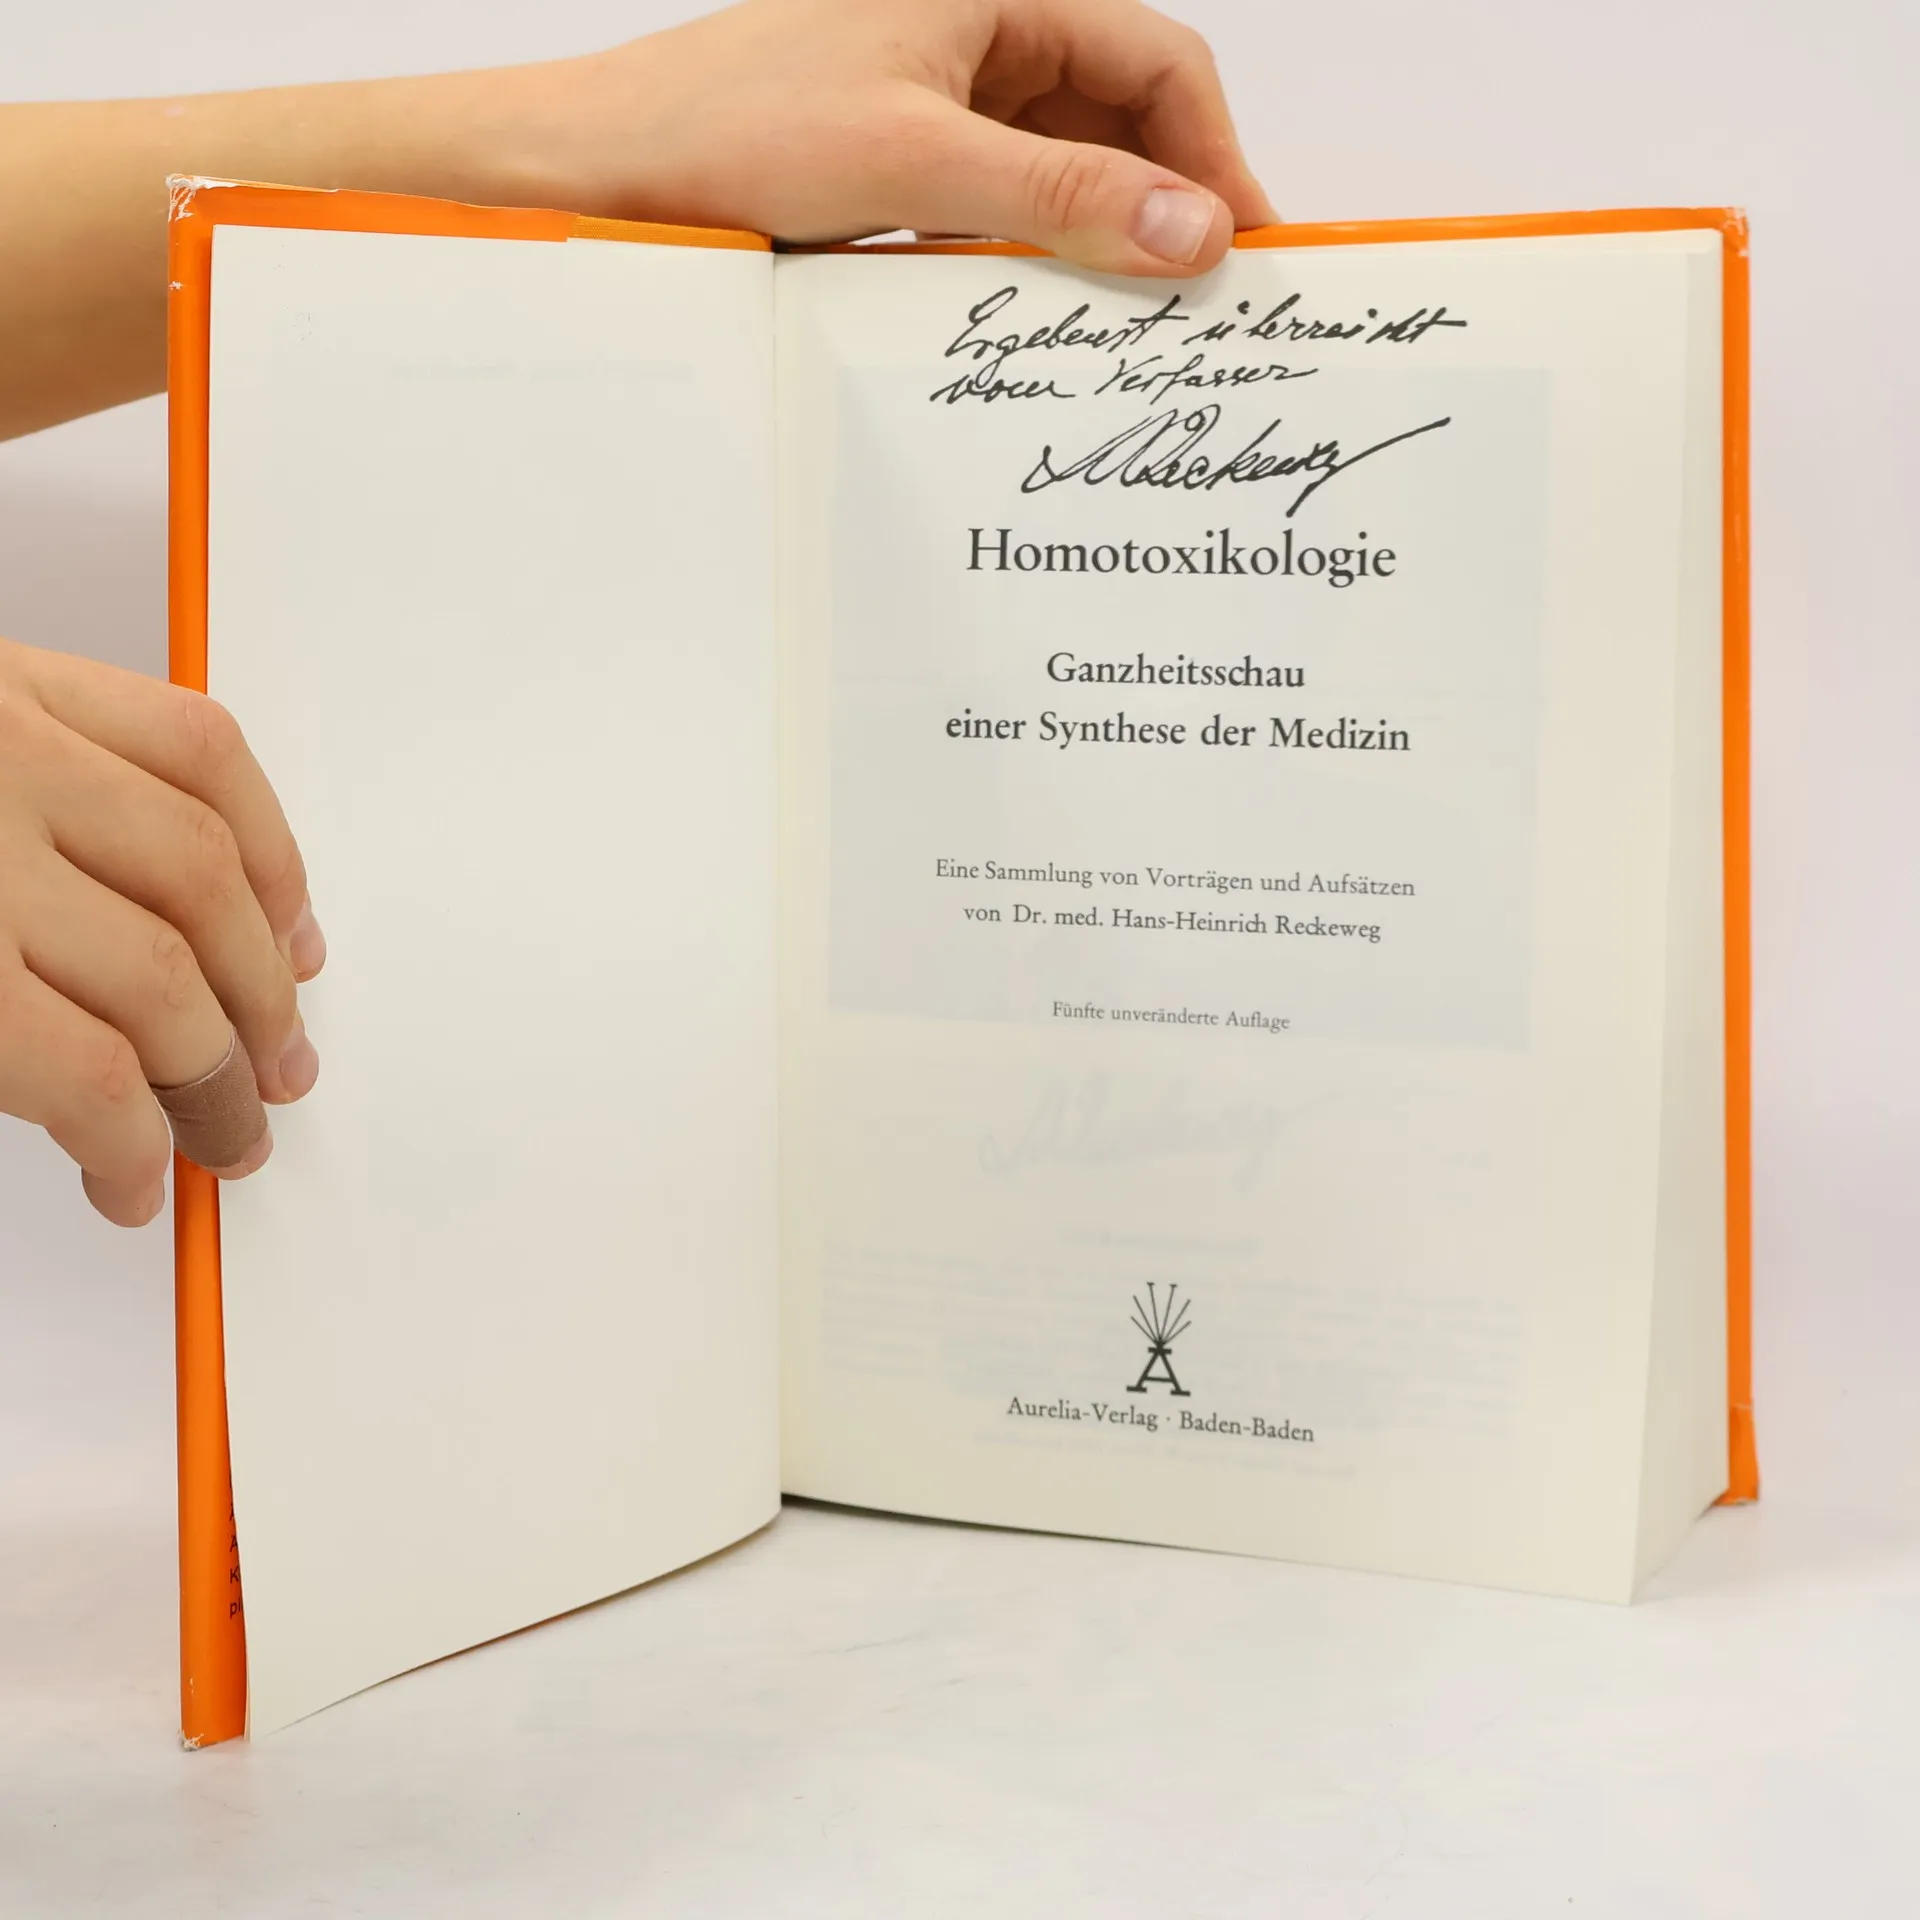 Ergebenst überreicht
vom Verfasser
Reckeweg
Homotoxikologie
Ganzheitsschau
einer Synthese der Medizin
Eine Sammlung von Vorträgen und Aufsätzen
von Dr. med. Hans-Heinrich Reckeweg
Fünfte unveränderte Auflage
A
Aurelia-Verlag · Baden-Baden